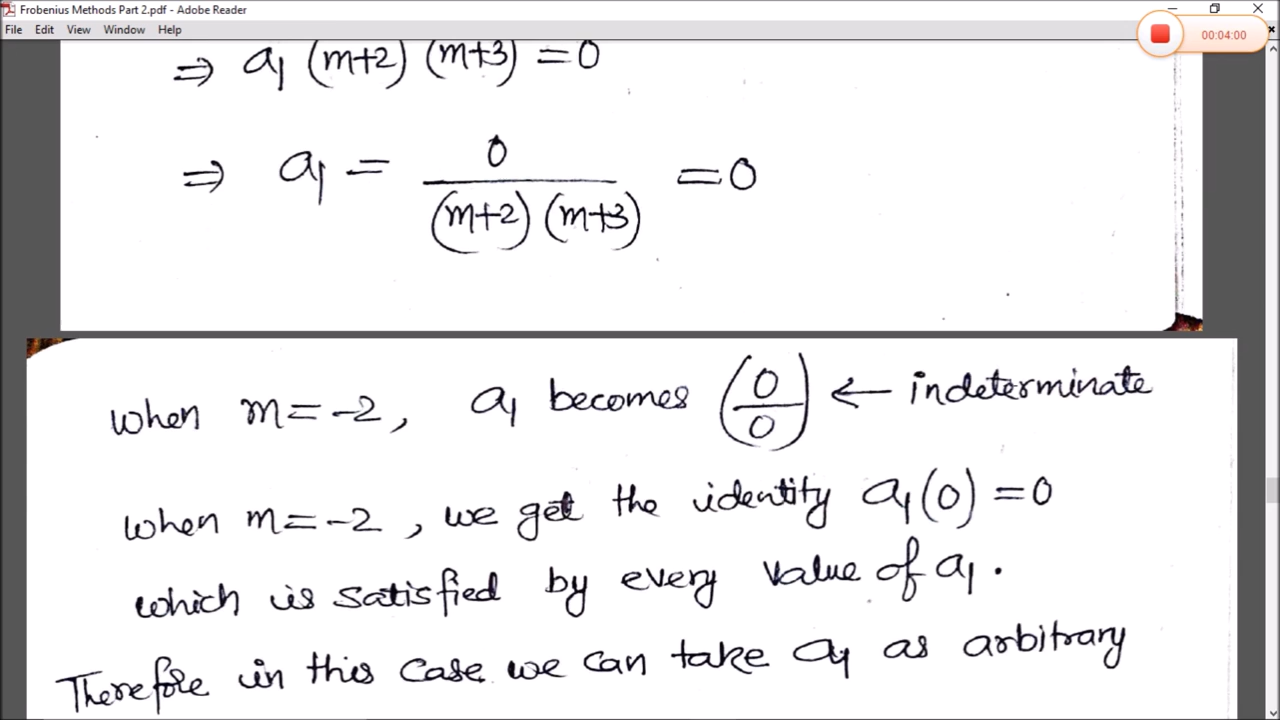 Frobenius Methods Part 2.pdf - Adobe Reader
File Edit View Window Help
00:04:00
⇒ a₁ (m+2) (m+3) = 0
⇒ a₁ = 0 / (m+2) (m+3) = 0
When m = -2, a₁ becomes (0/0) ← indeterminate
When m = -2, we get the identity a₁(0) = 0
which is satisfied by every value of a₁.
Therefore in this case we can take a₁ as arbitrary